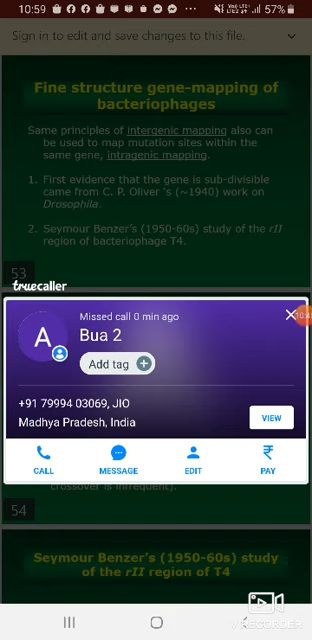 10:59
57%
Sign in to edit and save changes to this file.
Fine structure gene-mapping of
bacteriophages
Same principles of intergenic mapping also can
be used to map mutation sites within the
same gene, intragenic mapping.
1. First evidence that the gene is sub-divisible
came from C. P. Oliver 's (~1940) work on
Drosophila.
2. Seymour Benzer's (1950-60s) study of the rII
region of bacteriophage T4.
53
truecaller
Missed call 0 min ago
10:4
A
Bua 2
Add tag
+91 79994 03069, JIO
Madhya Pradesh, India
VIEW
CALL
MESSAGE
EDIT
PAY
crossover is infrequent).
54
Seymour Benzer's (1950-60s) study
of the rII region of T4
V RECORDER